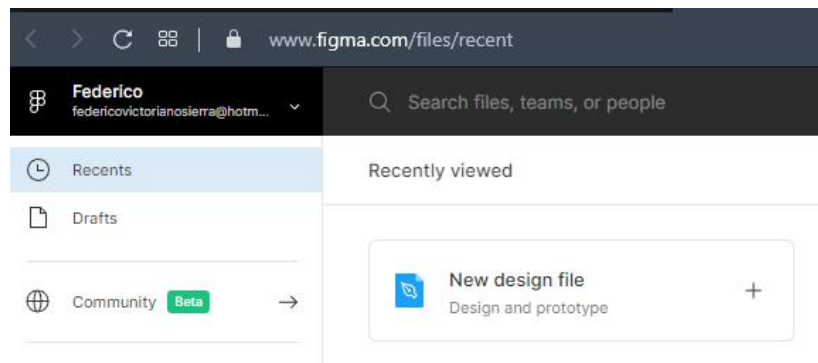 www.figma.com/files/recent
Federico
federicovictorianosierra@hotm...
Search files, teams, or people
Recents
Recently viewed
Drafts
New design file
Design and prototype
Community Beta